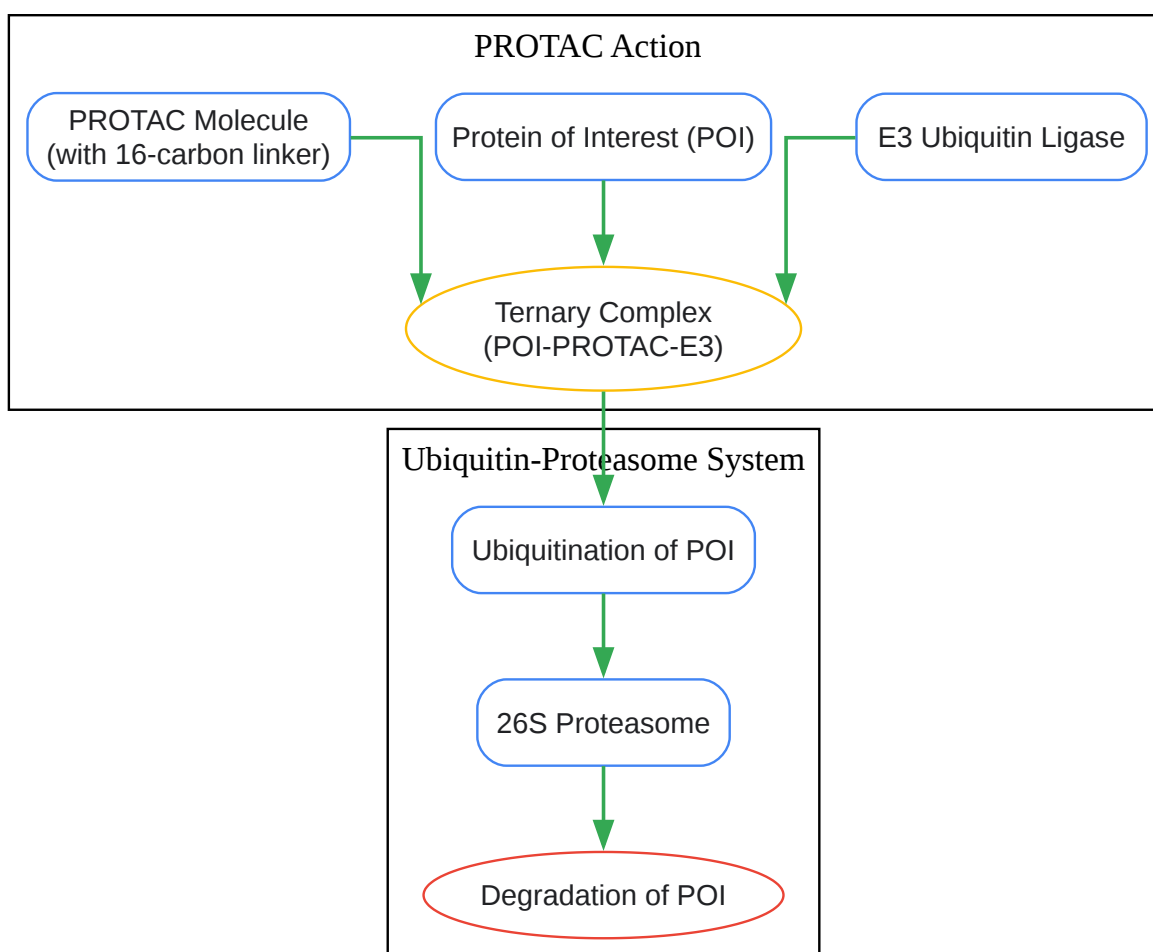 PROTAC Action
PROTAC Molecule
(with 16-carbon linker)
Protein of Interest (POI)
E3 Ubiquitin Ligase
Ternary Complex
(POI-PROTAC-E3)
Ubiquitin-Proteasome System
Ubiquitination of POI
26S Proteasome
Degradation of POI